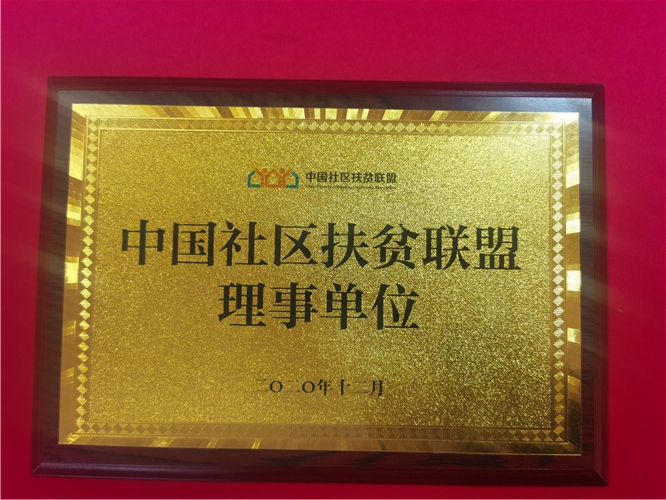 中国社区扶贫联盟
中国社区扶贫联盟
理事单位
二〇二〇年十二月